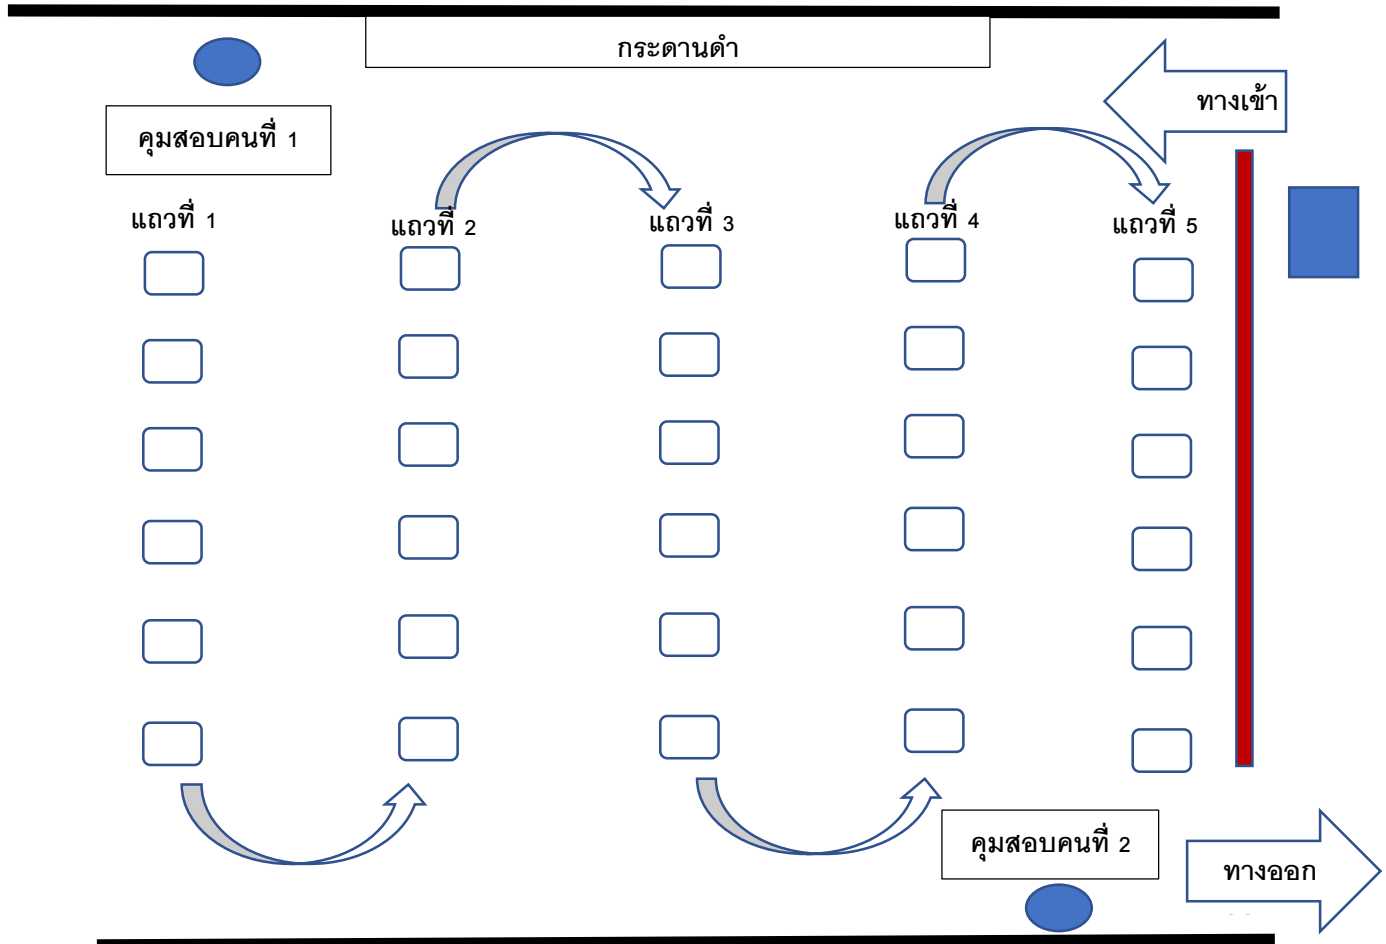 กระดานดำ
ทางเข้า
คุมสอบคนที่ 1
แถวที่ 1
แถวที่ 2
แถวที่ 3
แถวที่ 4
แถวที่ 5
คุมสอบคนที่ 2
ทางออก